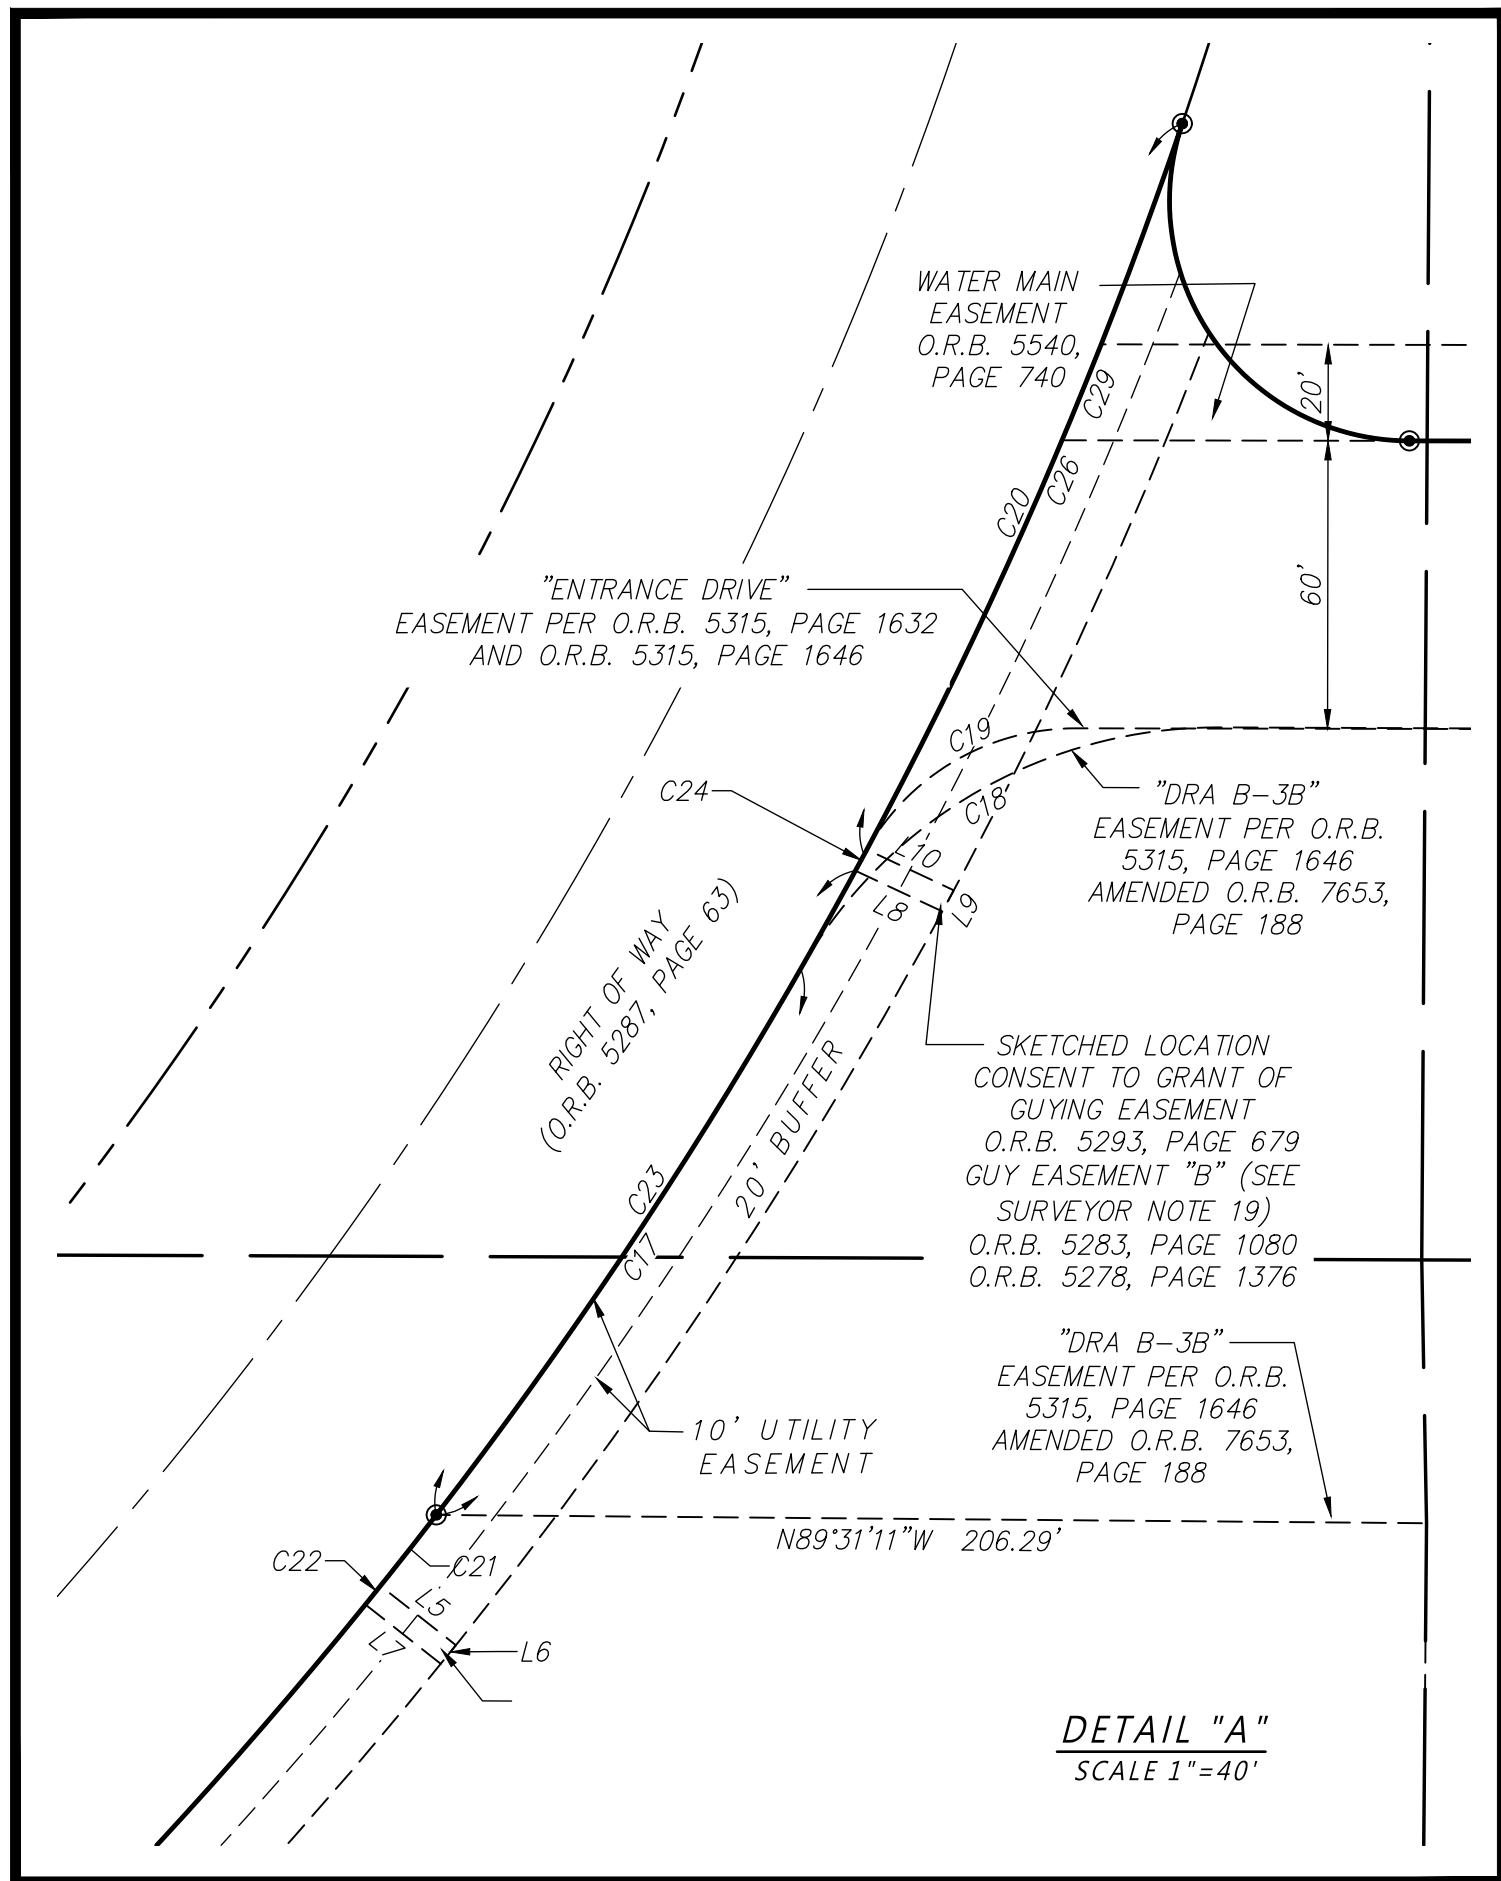 WATER MAIN
EASEMENT
O.R.B. 5540,
PAGE 740
C29
20'
C26
C20
60'
"ENTRANCE DRIVE"
EASEMENT PER O.R.B. 5315, PAGE 1632
AND O.R.B. 5315, PAGE 1646
C19
C24
C18
"DRA B-3B"
EASEMENT PER O.R.B.
5315, PAGE 1646
AMENDED O.R.B. 7653,
PAGE 188
L10
L8
L9
RIGHT OF WAY
(O.R.B. 5287, PAGE 63)
20' BUFFER
SKETCHED LOCATION
CONSENT TO GRANT OF
GUYING EASEMENT
O.R.B. 5293, PAGE 679
GUY EASEMENT "B" (SEE
SURVEYOR NOTE 19)
O.R.B. 5283, PAGE 1080
O.R.B. 5278, PAGE 1376
C23
C17
"DRA B-3B"
EASEMENT PER O.R.B.
5315, PAGE 1646
AMENDED O.R.B. 7653,
PAGE 188
10' UTILITY
EASEMENT
N89°31'11"W 206.29'
C22
C21
L5
L7
L6
DETAIL "A"
SCALE 1"=40'